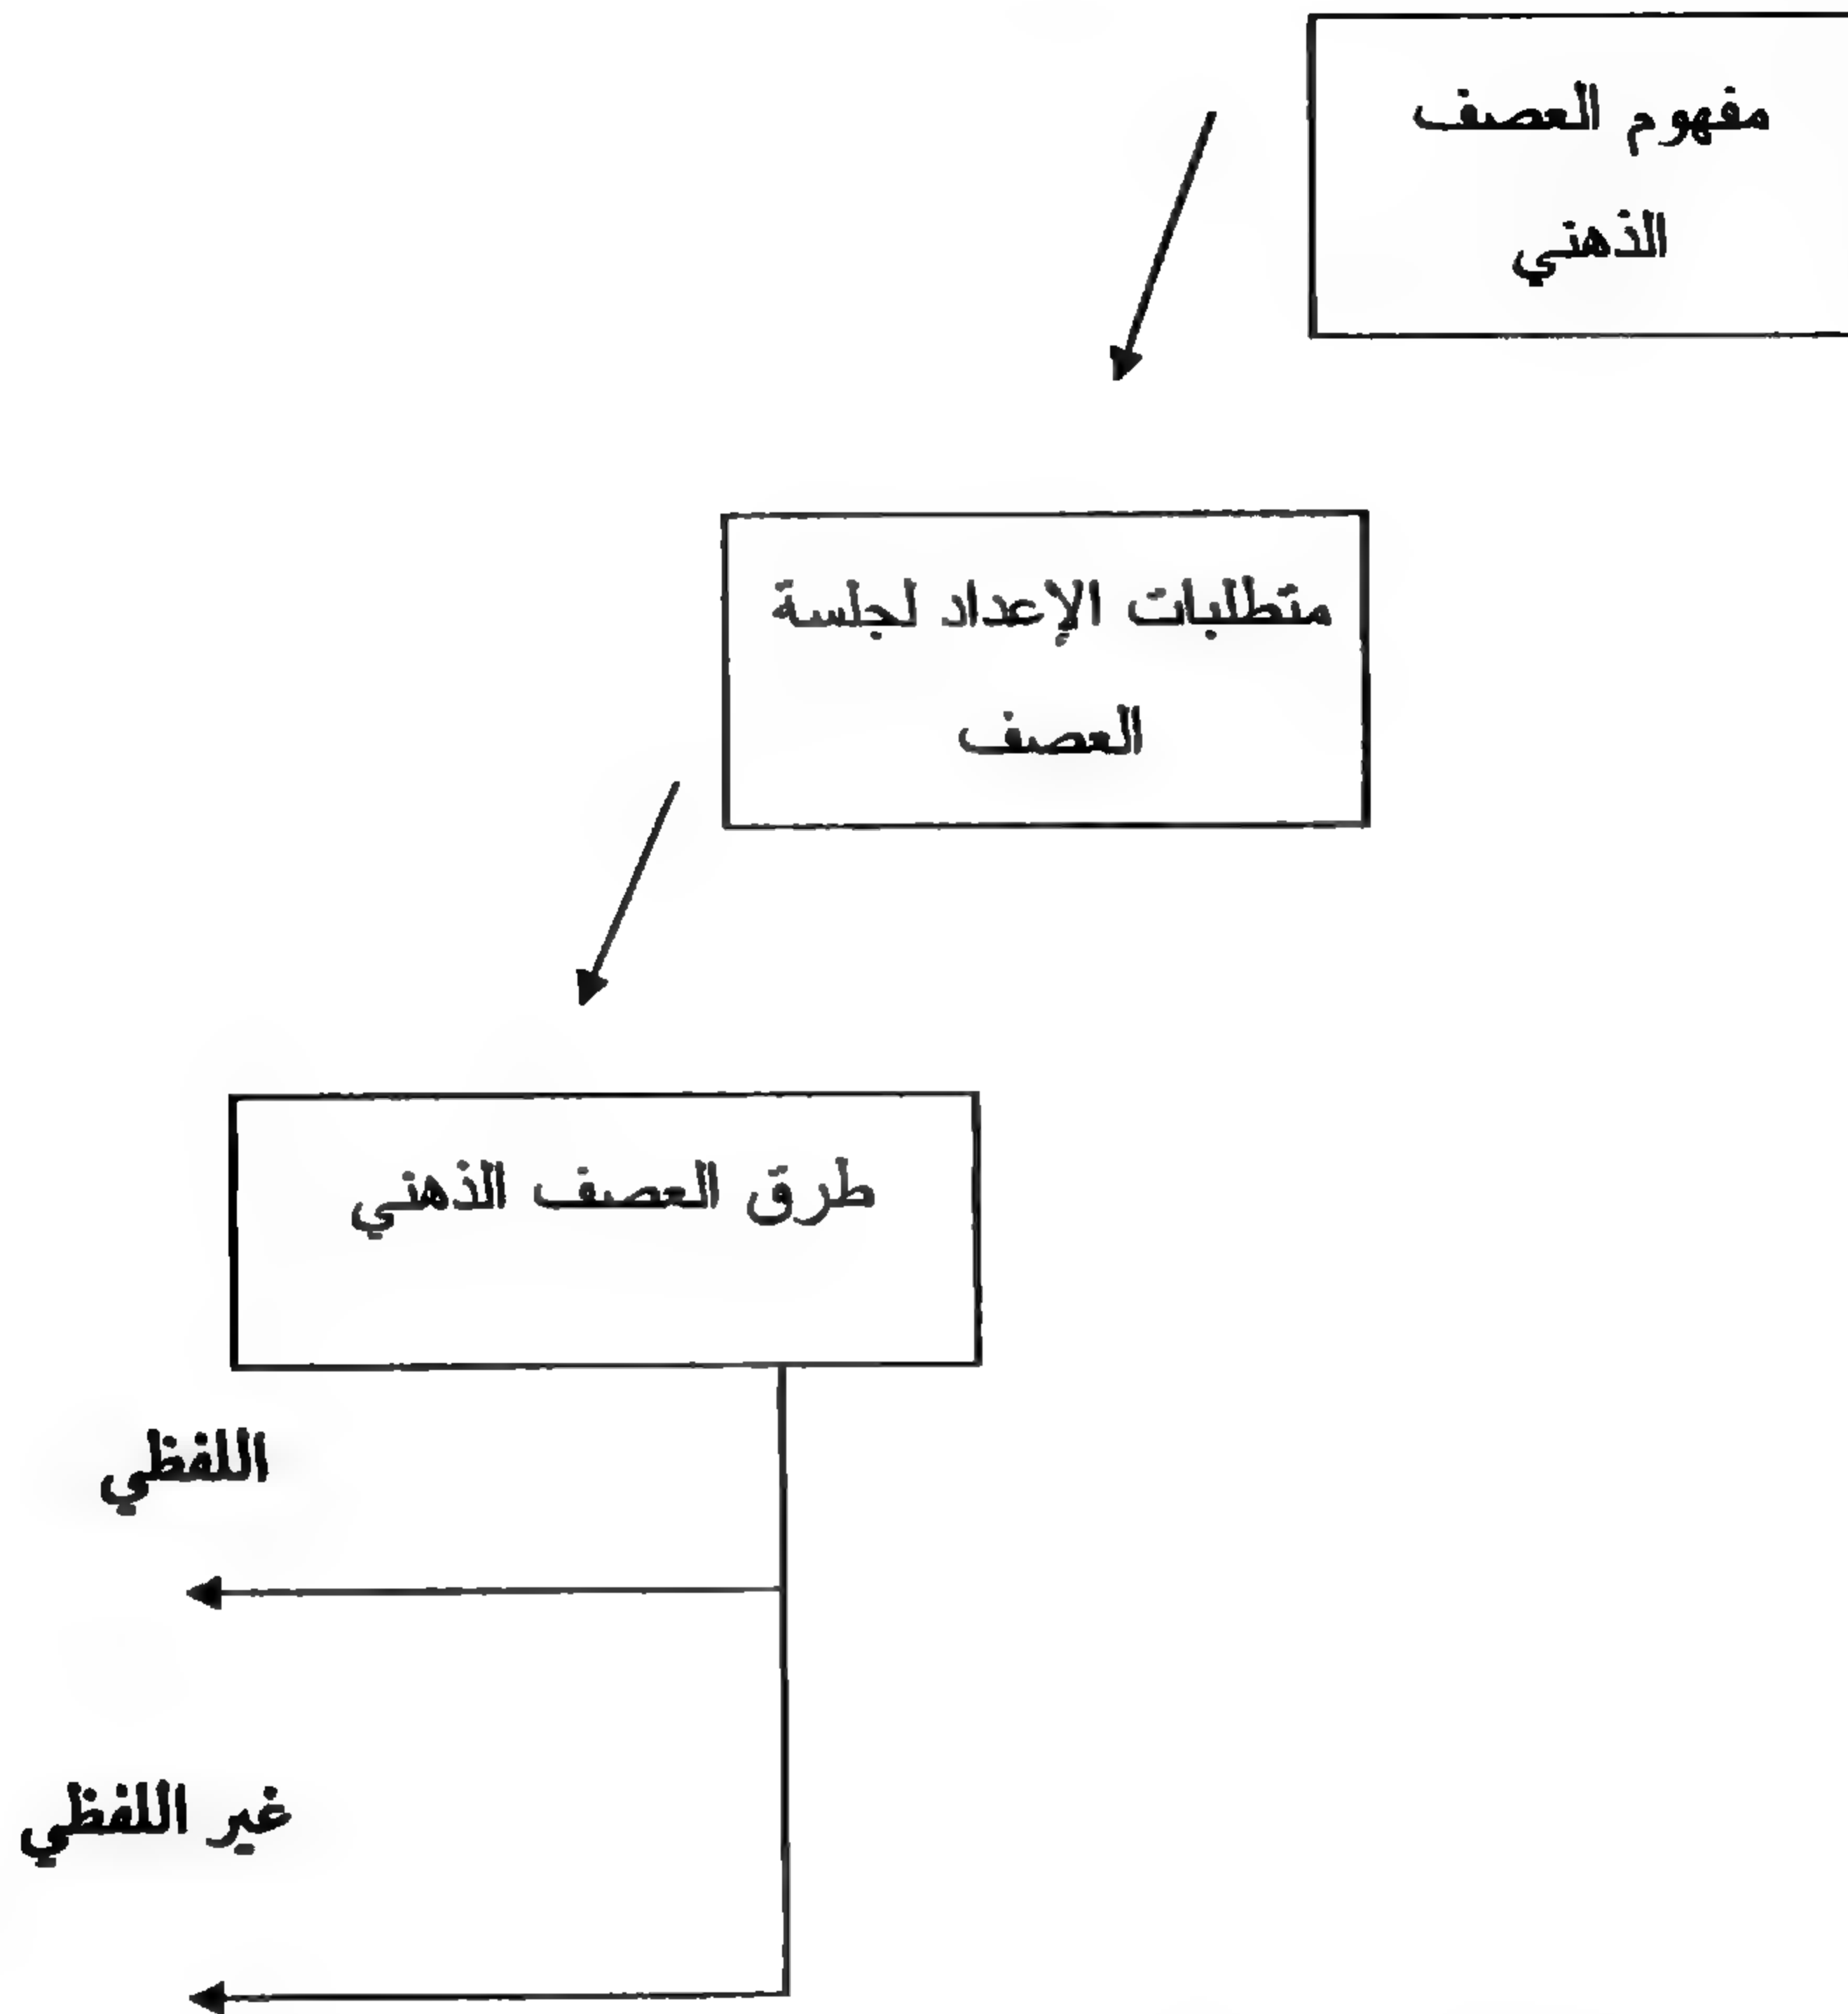 مفهوم العصف
الذهني
متطلبات الإعداد لجلسة
العصف
طرق العصف الذهني
اللفظي
غير اللفظي